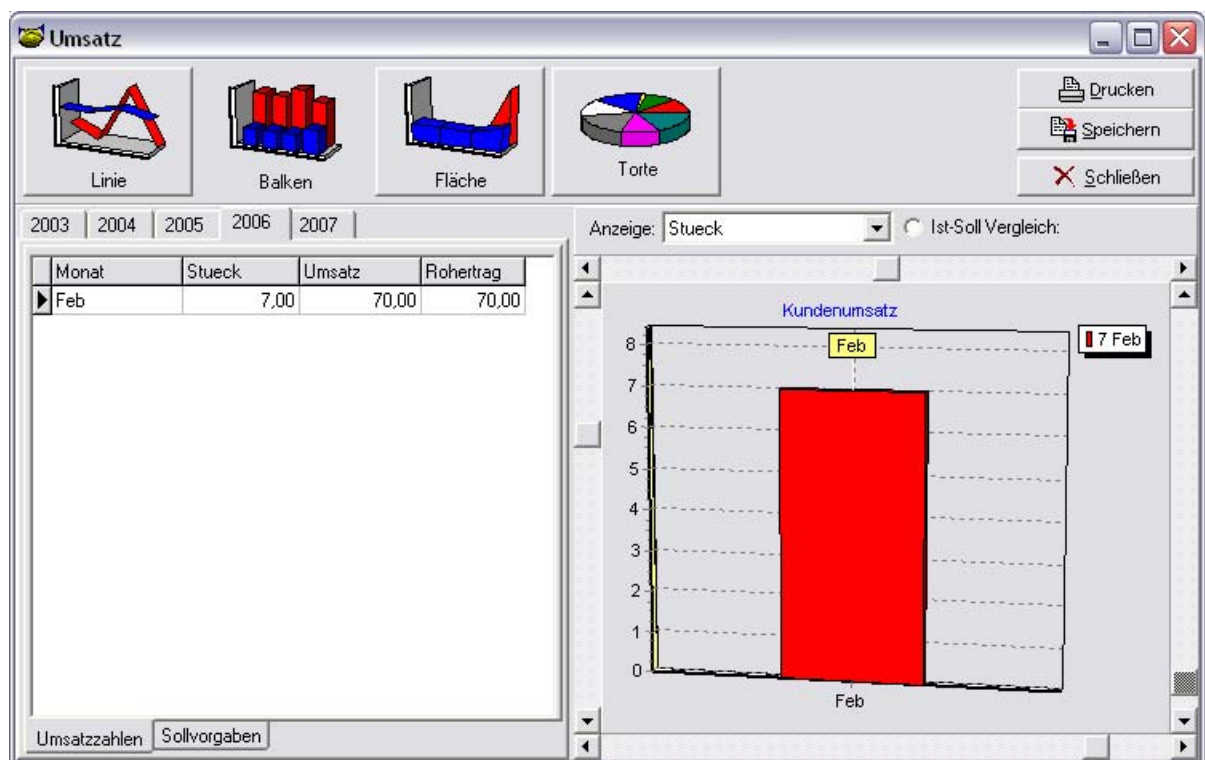 Umsatz
Linie
Balken
Fläche
Torte
Drucken
Speichern
Schließen
2003 2004 2005 2006 2007
Monat Stueck Umsatz Rohertrag
Feb 7,00 70,00 70,00
Umsatzzahlen Sollvorgaben
Anzeige: Stueck Ist-Soll Vergleich:
Kundenumsatz
7 Feb
Feb
8
7
6
5
4
3
2
1
0
Feb